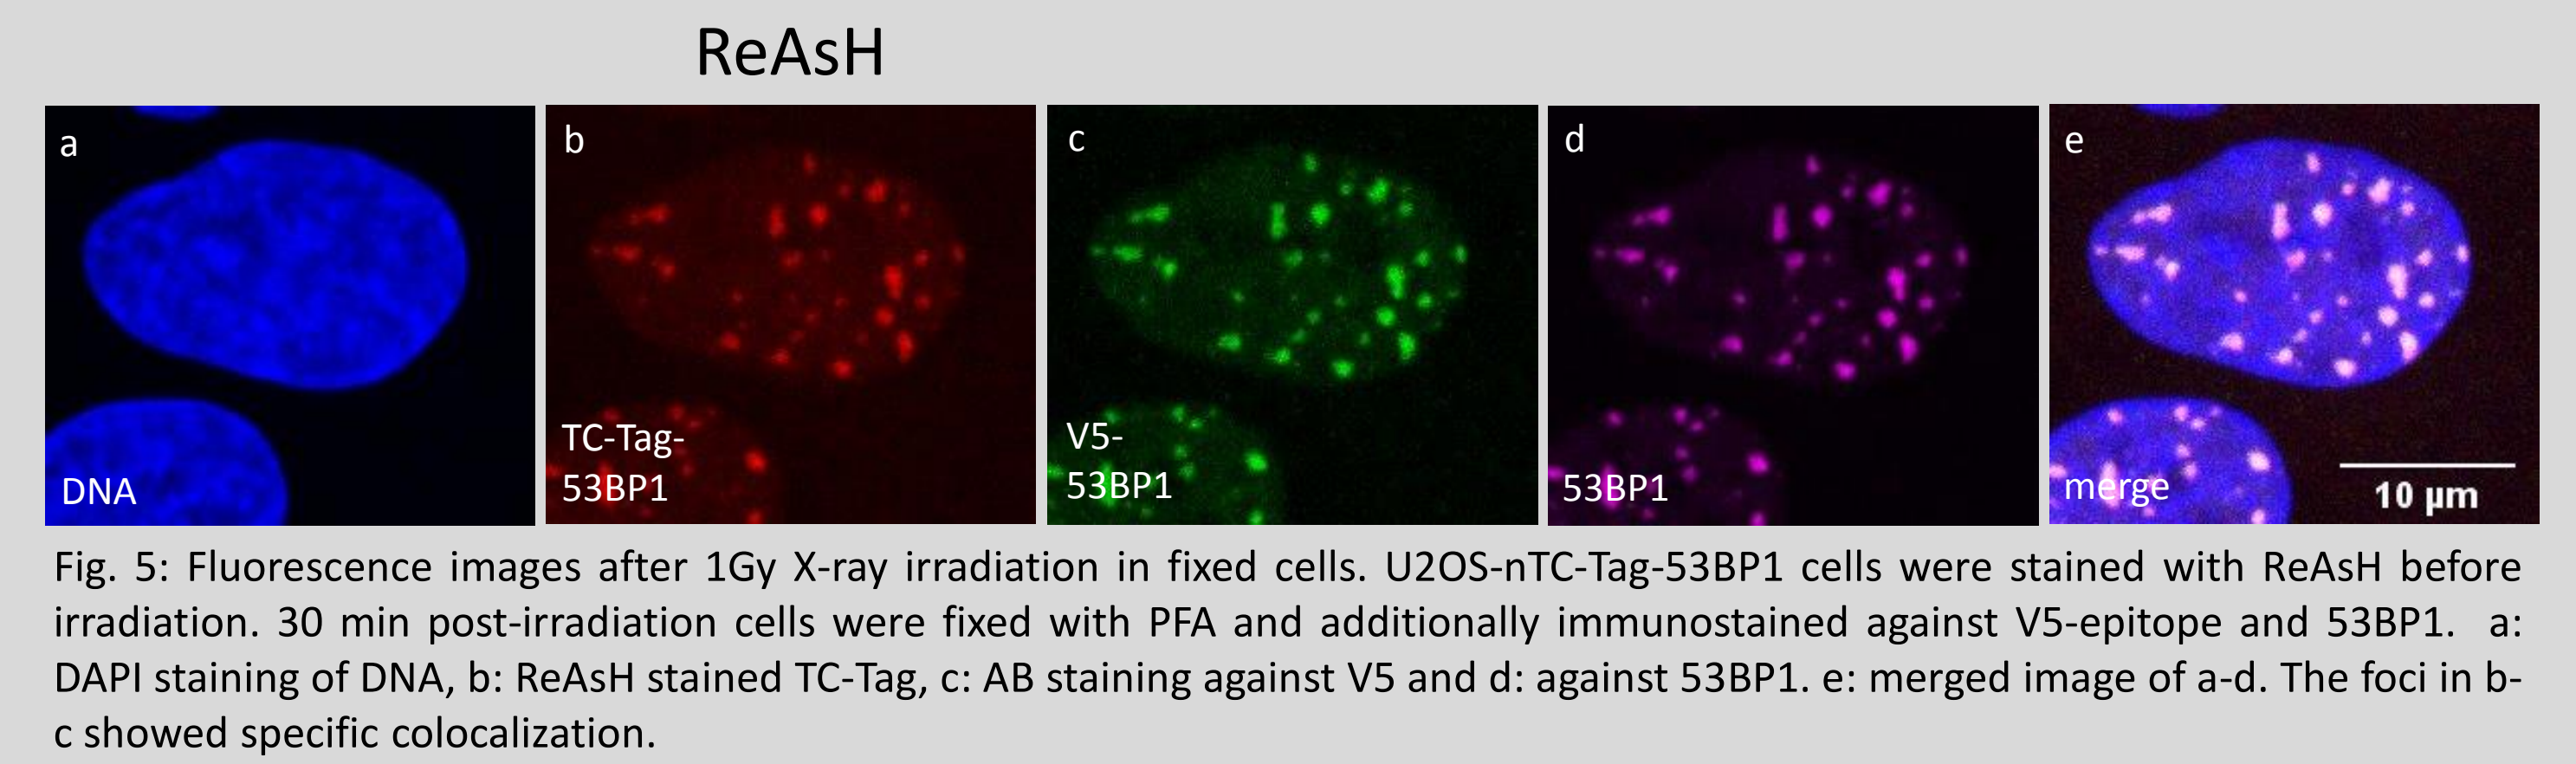 ReAsH
a
b
c
d
e
DNA
TC-Tag-
53BP1
V5-
53BP1
53BP1
merge
10 µm
Fig. 5: Fluorescence images after 1Gy X-ray irradiation in fixed cells. U2OS-nTC-Tag-53BP1 cells were stained with ReAsH before
irradiation. 30 min post-irradiation cells were fixed with PFA and additionally immunostained against V5-epitope and 53BP1. a:
DAPI staining of DNA, b: ReAsH stained TC-Tag, c: AB staining against V5 and d: against 53BP1. e: merged image of a-d. The foci in b-
c showed specific colocalization.